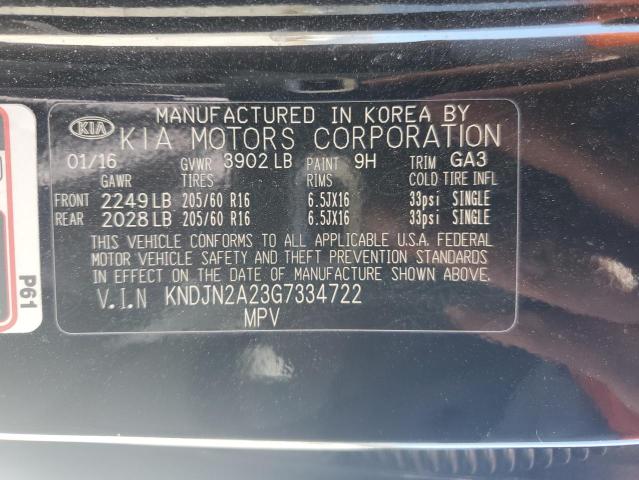 MANUFACTURED IN KOREA BY
KIA KIA MOTORS CORPORATION
01/16 GVWR 3902 LB PAINT 9H TRIM GA3
GAWR TIRES RIMS COLD TIRE INFL
FRONT 2249 LB 205/60 R16 6.5JX16 33psi SINGLE
REAR 2028 LB 205/60 R16 6.5JX16 33psi SINGLE
THIS VEHICLE CONFORMS TO ALL APPLICABLE U.S.A. FEDERAL
MOTOR VEHICLE SAFETY AND THEFT PREVENTION STANDARDS
IN EFFECT ON THE DATE OF MANUFACTURE SHOWN ABOVE.
V.I.N KNDJN2A23G7334722
MPV
P61